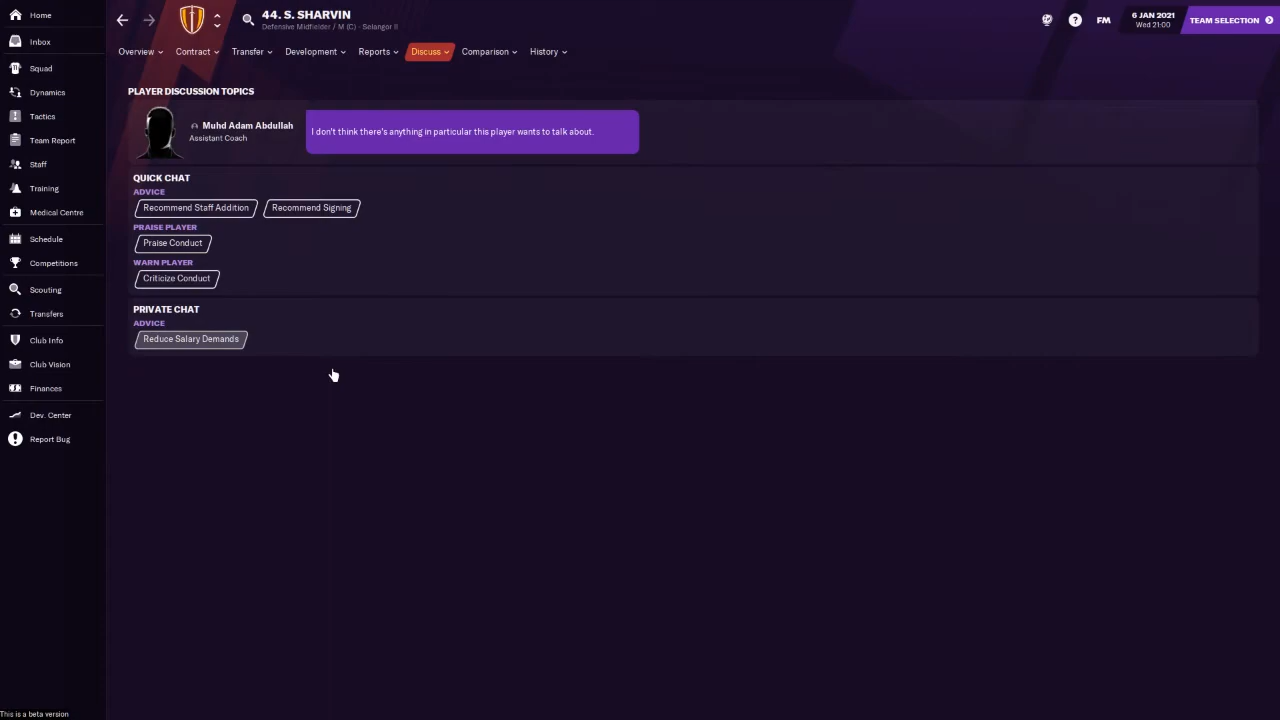 Home
Inbox
Squad
Dynamics
Tactics
Team Report
Staff
Training
Medical Centre
Schedule
Competitions
Scouting
Transfers
Club Info
Club Vision
Finances
Dev. Center
Report Bug
This is a beta version
44. S. SHARVIN
Defensive Midfielder / M (C) - Selangor II
FM
6 JAN 2021
Wed 21:00
TEAM SELECTION
Overview Contract Transfer Development Reports Discuss Comparison History
PLAYER DISCUSSION TOPICS
Muhd Adam Abdullah
Assistant Coach
I don't think there's anything in particular this player wants to talk about.
QUICK CHAT
ADVICE
Recommend Staff Addition Recommend Signing
PRAISE PLAYER
Praise Conduct
WARN PLAYER
Criticize Conduct
PRIVATE CHAT
ADVICE
Reduce Salary Demands